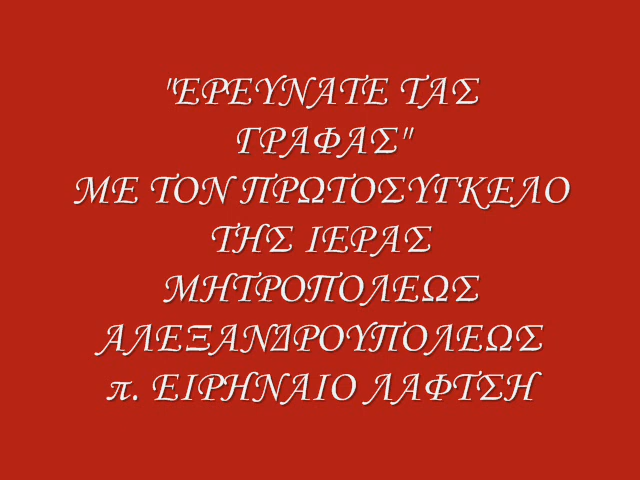 "ΕΡΕΥΝΑΤΕ ΤΑΣ
ΓΡΑΦΑΣ"
ΜΕ ΤΟΝ ΠΡΩΤΟΣΥΓΚΕΛΟ
ΤΗΣ ΙΕΡΑΣ
ΜΗΤΡΟΠΟΛΕΩΣ
ΑΛΕΞΑΝΔΡΟΥΠΟΛΕΩΣ
π. ΕΙΡΗΝΑΙΟ ΛΑΦΤΣΗ